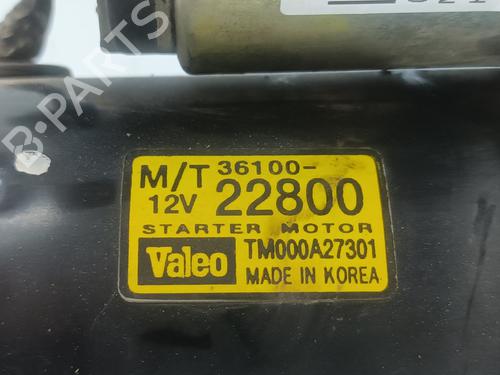 M/T 36100-
12V 22800
STARTER MOTOR
Valeo TM000A27301
MADE IN KOREA
B-PARTS